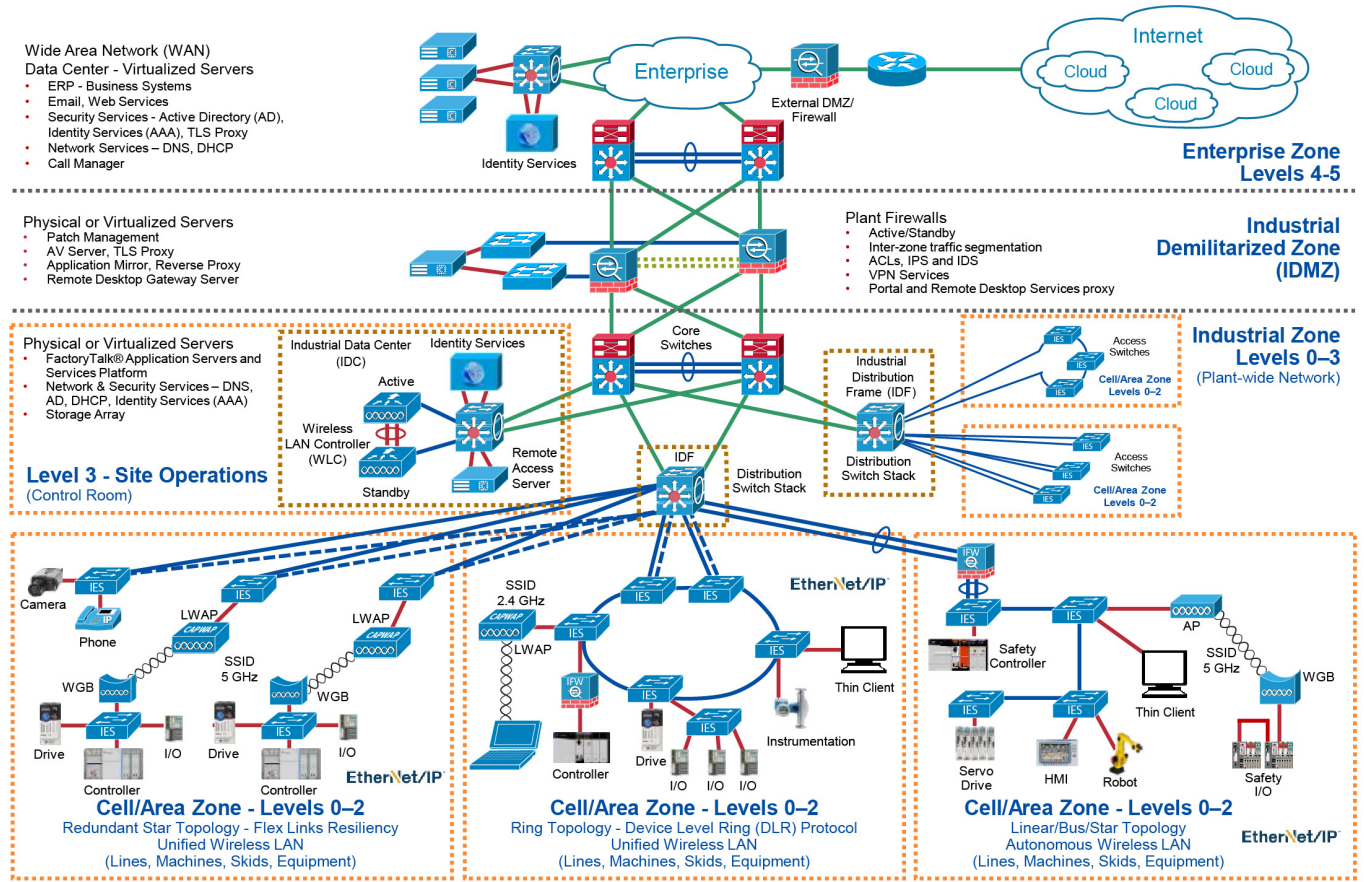 Wide Area Network (WAN)
Data Center - Virtualized Servers
• ERP - Business Systems
• Email, Web Services
• Security Services - Active Directory (AD),
Identity Services (AAA), TLS Proxy
• Network Services – DNS, DHCP
• Call Manager
Identity Services
Enterprise
External DMZ/
Firewall
Internet
Cloud
Cloud
Cloud
Enterprise Zone
Levels 4-5
Physical or Virtualized Servers
• Patch Management
• AV Server, TLS Proxy
• Application Mirror, Reverse Proxy
• Remote Desktop Gateway Server
Plant Firewalls
• Active/Standby
• Inter-zone traffic segmentation
• ACLs, IPS and IDS
• VPN Services
• Portal and Remote Desktop Services proxy
Industrial
Demilitarized Zone
(IDMZ)
Physical or Virtualized Servers
• FactoryTalk® Application Servers and
Services Platform
• Network & Security Services – DNS,
AD, DHCP, Identity Services (AAA)
• Storage Array
Level 3 - Site Operations
(Control Room)
Industrial Data Center
(IDC)
Identity Services
Active
Wireless
LAN Controller
(WLC)
Standby
Remote
Access
Server
Core
Switches
IDF
Distribution
Switch Stack
Industrial
Distribution
Frame (IDF)
Distribution
Switch Stack
IES
IES
IES
Access
Switches
Cell/Area Zone
Levels 0–2
IES
IES
IES
Access
Switches
Cell/Area Zone
Levels 0–2
Industrial Zone
Levels 0–3
(Plant-wide Network)
Camera
IES
IP
Phone
IES
LWAP
CAPWAP
SSID
5 GHz
WGB
IES
Drive
I/O
Controller
IES
LWAP
CAPWAP
WGB
IES
Drive
I/O
Controller
EtherNet/IP™
Cell/Area Zone - Levels 0–2
Redundant Star Topology - Flex Links Resiliency
Unified Wireless LAN
(Lines, Machines, Skids, Equipment)
SSID
2.4 GHz
CAPWAP
LWAP
IES
IES
IES
IES
IES
IES
IFW
Controller
Drive
I/O
I/O
I/O
Instrumentation
Thin Client
EtherNet/IP™
Cell/Area Zone - Levels 0–2
Ring Topology - Device Level Ring (DLR) Protocol
Unified Wireless LAN
(Lines, Machines, Skids, Equipment)
IFW
IES
Safety
Controller
IES
AP
SSID
5 GHz
WGB
Thin Client
IES
IES
Servo
Drive
HMI
Robot
Safety
I/O
Cell/Area Zone - Levels 0–2
Linear/Bus/Star Topology
Autonomous Wireless LAN
(Lines, Machines, Skids, Equipment)
EtherNet/IP™